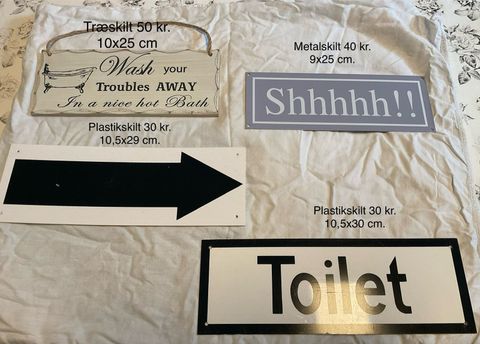 Træskilt 50 kr.
10x25 cm.
Wash your
Troubles AWAY
In a nice hot Bath
Metalskilt 40 kr.
9x25 cm.
Shhhhh!!
Plastikskilt 30 kr.
10,5x29 cm.
Plastikskilt 30 kr.
10,5x30 cm.
Toilet